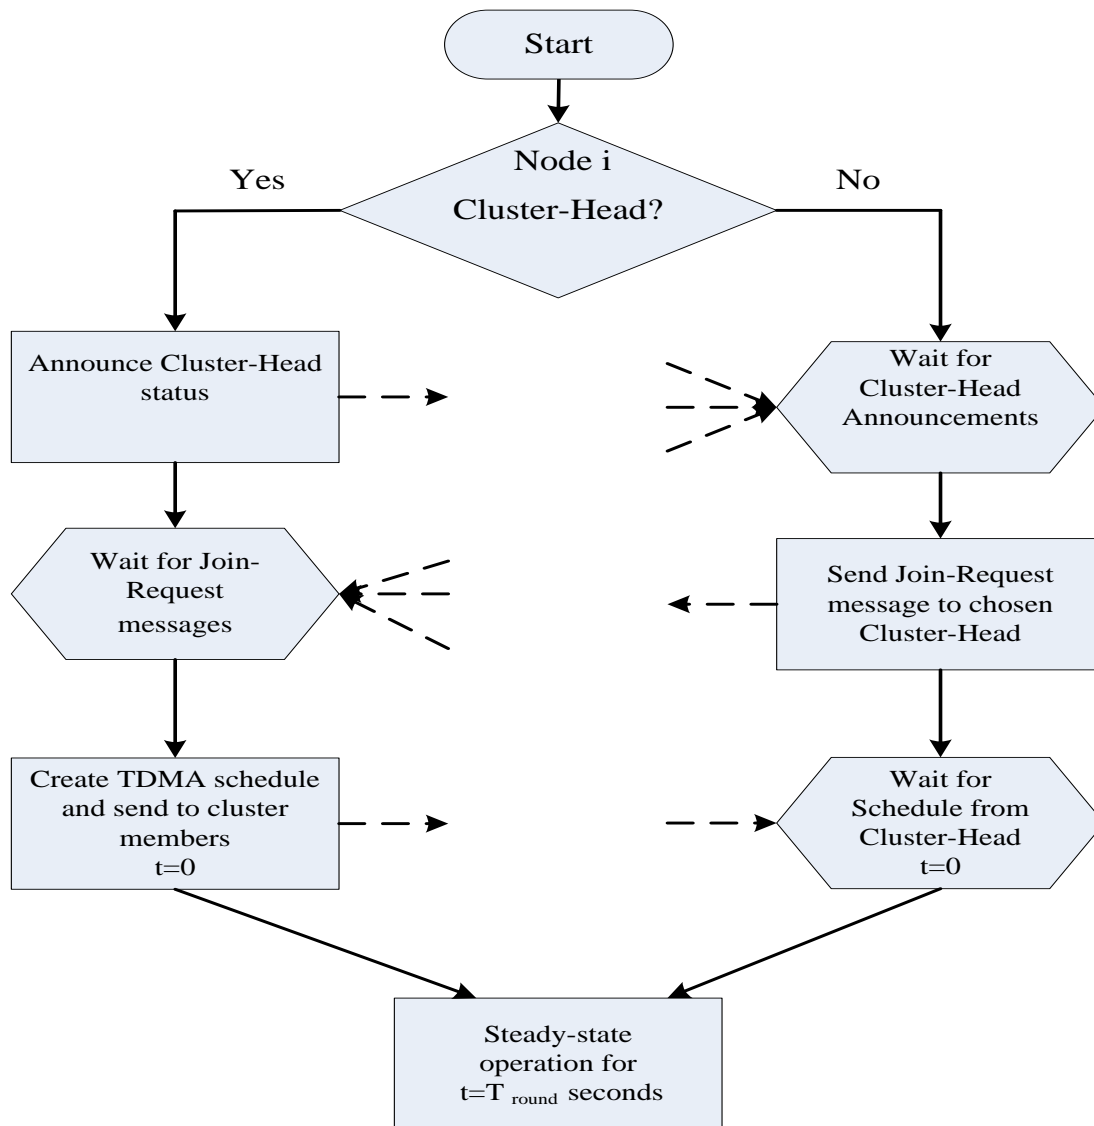 Start
Node i
Cluster-Head?
Yes
No
Announce Cluster-Head
status
Wait for
Cluster-Head
Announcements
Wait for Join-
Request
messages
Send Join-Request
message to chosen
Cluster-Head
Create TDMA schedule
and send to cluster
members
t=0
Wait for
Schedule from
Cluster-Head
t=0
Steady-state
operation for
t=T round seconds